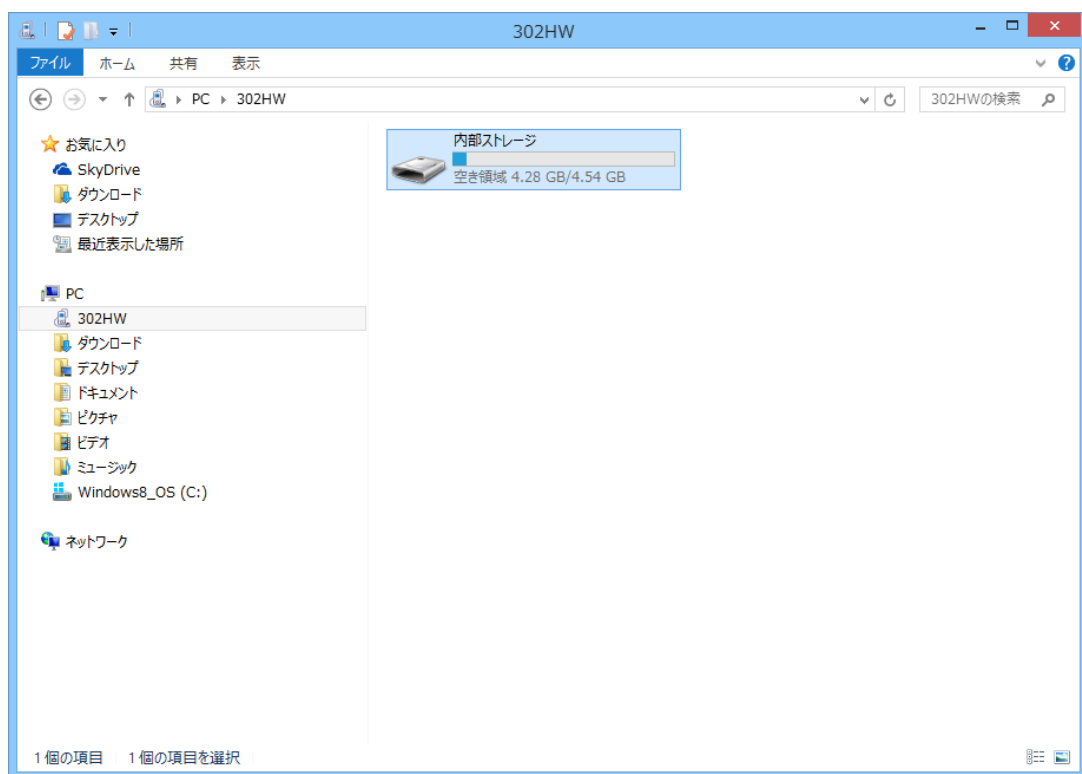 302HW
ファイル ホーム 共有 表示
PC 302HW
302HWの検索
お気に入り
SkyDrive
ダウンロード
デスクトップ
最近表示した場所
PC
302HW
ダウンロード
デスクトップ
ドキュメント
ピクチャ
ビデオ
ミュージック
Windows8_OS (C:)
ネットワーク
内部ストレージ
空き領域 4.28 GB/4.54 GB
1 個の項目 1 個の項目を選択